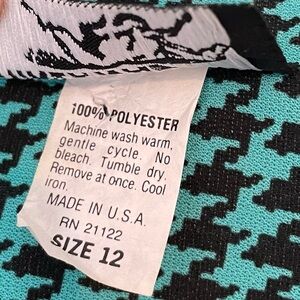 100% POLYESTER
Machine wash warm,
gentle cycle. No
bleach. Tumble dry.
Remove at once. Cool
iron.
MADE IN U.S.A.
RN 21122
SIZE 12